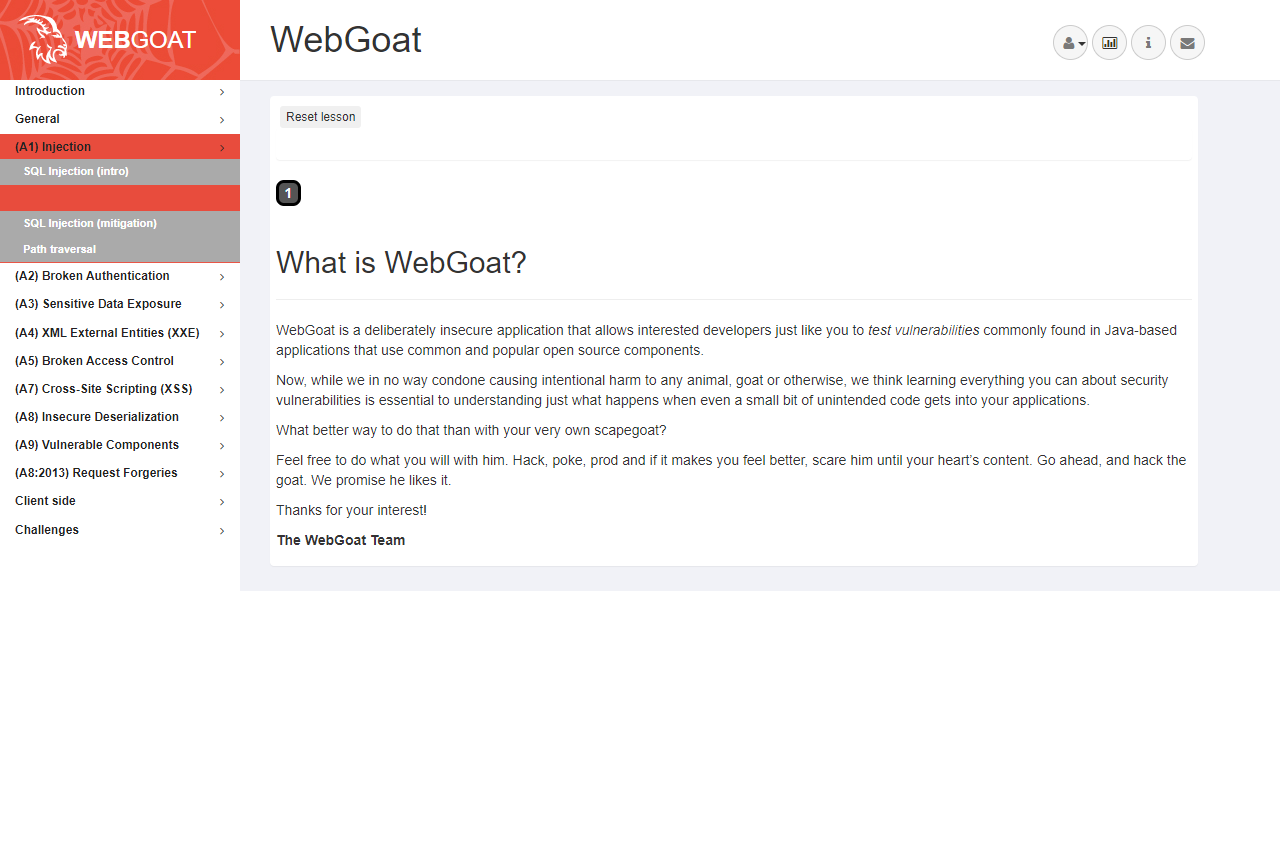 WEBGOAT
WebGoat
Introduction
General
(A1) Injection
SQL Injection (intro)
SQL Injection (mitigation)
Path traversal
(A2) Broken Authentication
(A3) Sensitive Data Exposure
(A4) XML External Entities (XXE)
(A5) Broken Access Control
(A7) Cross-Site Scripting (XSS)
(A8) Insecure Deserialization
(A9) Vulnerable Components
(A8:2013) Request Forgeries
Client side
Challenges
Reset lesson
1
What is WebGoat?
WebGoat is a deliberately insecure application that allows interested developers just like you to test vulnerabilities commonly found in Java-based
applications that use common and popular open source components.
Now, while we in no way condone causing intentional harm to any animal, goat or otherwise, we think learning everything you can about security
vulnerabilities is essential to understanding just what happens when even a small bit of unintended code gets into your applications.
What better way to do that than with your very own scapegoat?
Feel free to do what you will with him. Hack, poke, prod and if it makes you feel better, scare him until your heart’s content. Go ahead, and hack the
goat. We promise he likes it.
Thanks for your interest!
The WebGoat Team